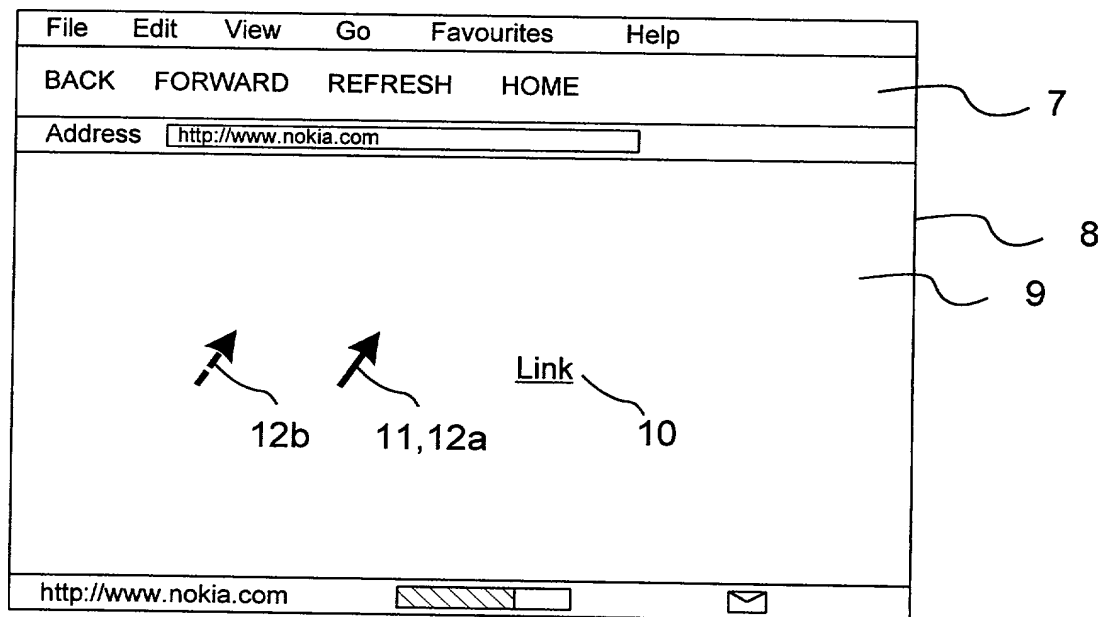 File Edit View Go Favourites Help
BACK FORWARD REFRESH HOME
7
Address http://www.nokia.com
8
9
Link
12b 11,12a 10
http://www.nokia.com